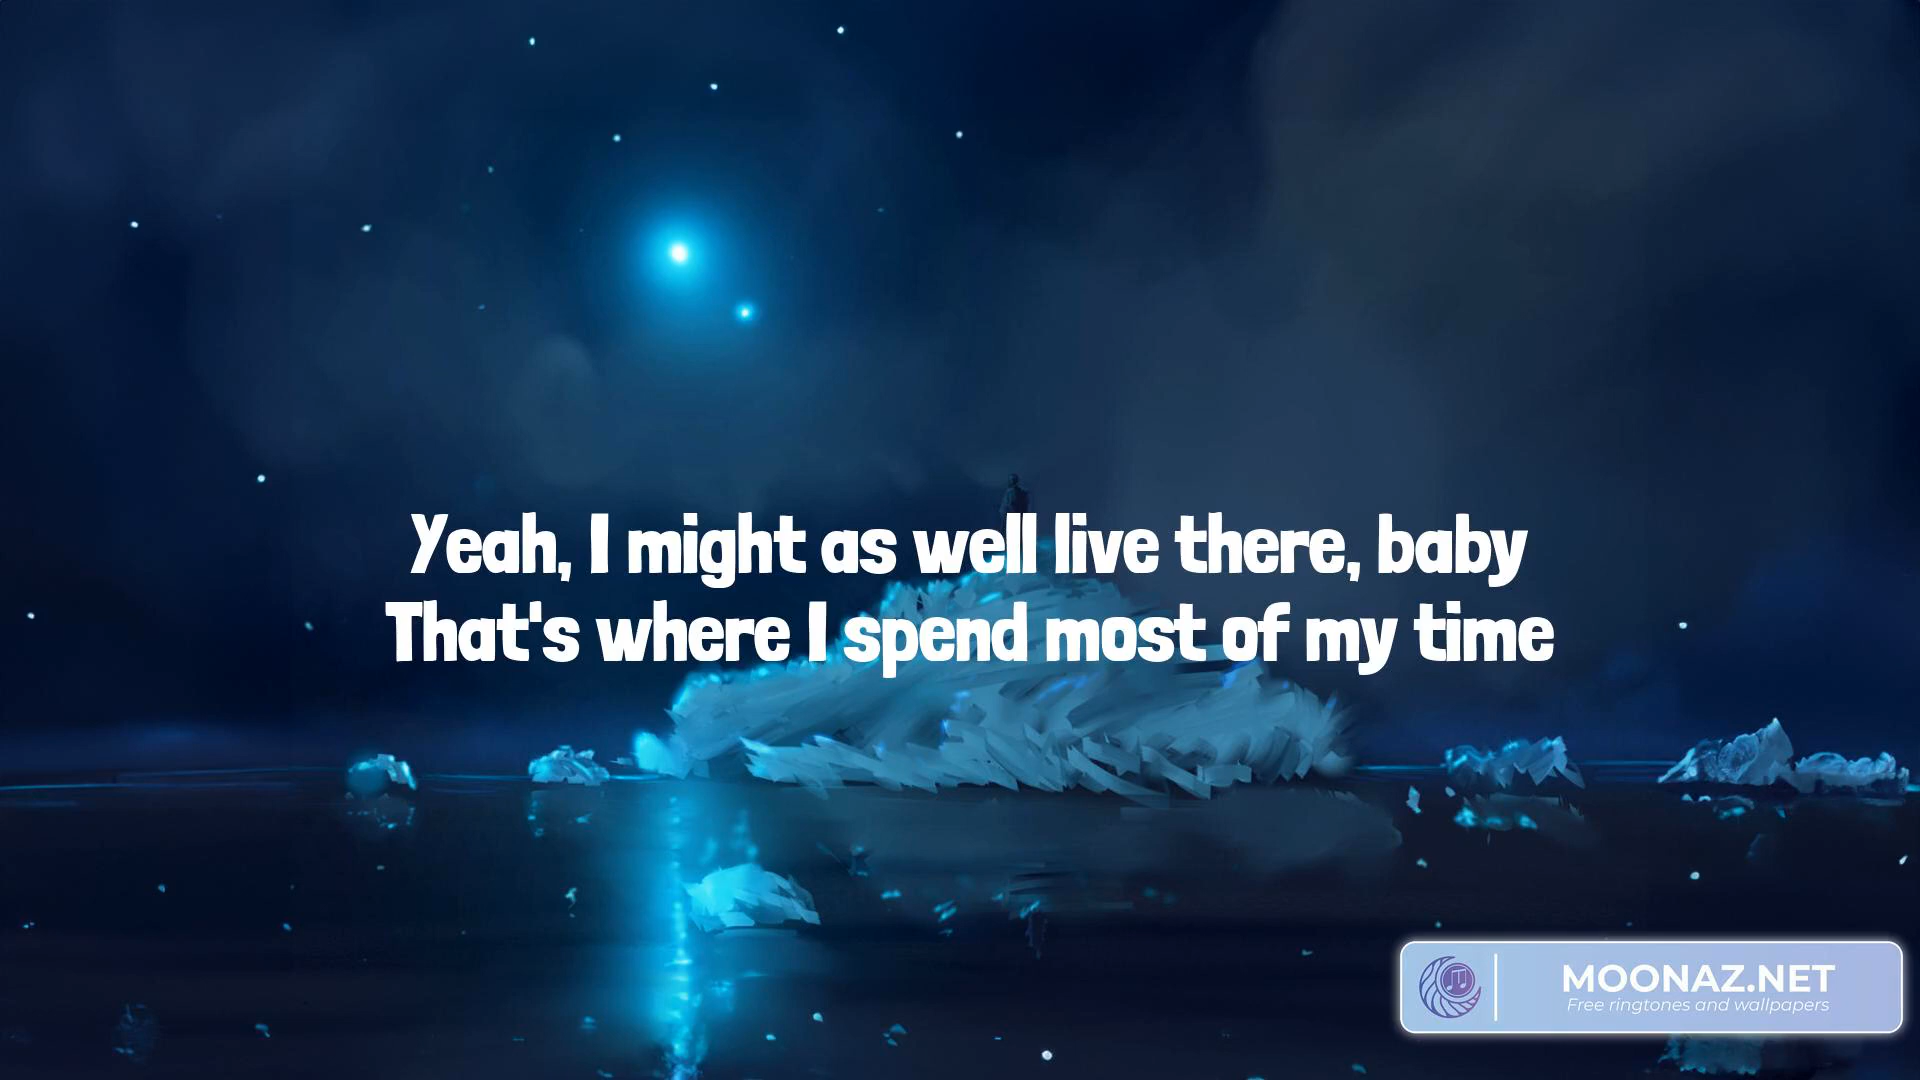 Yeah, I might as well live there, baby
That's where I spend most of my time
MOONAZ.NET
Free ringtones and wallpapers